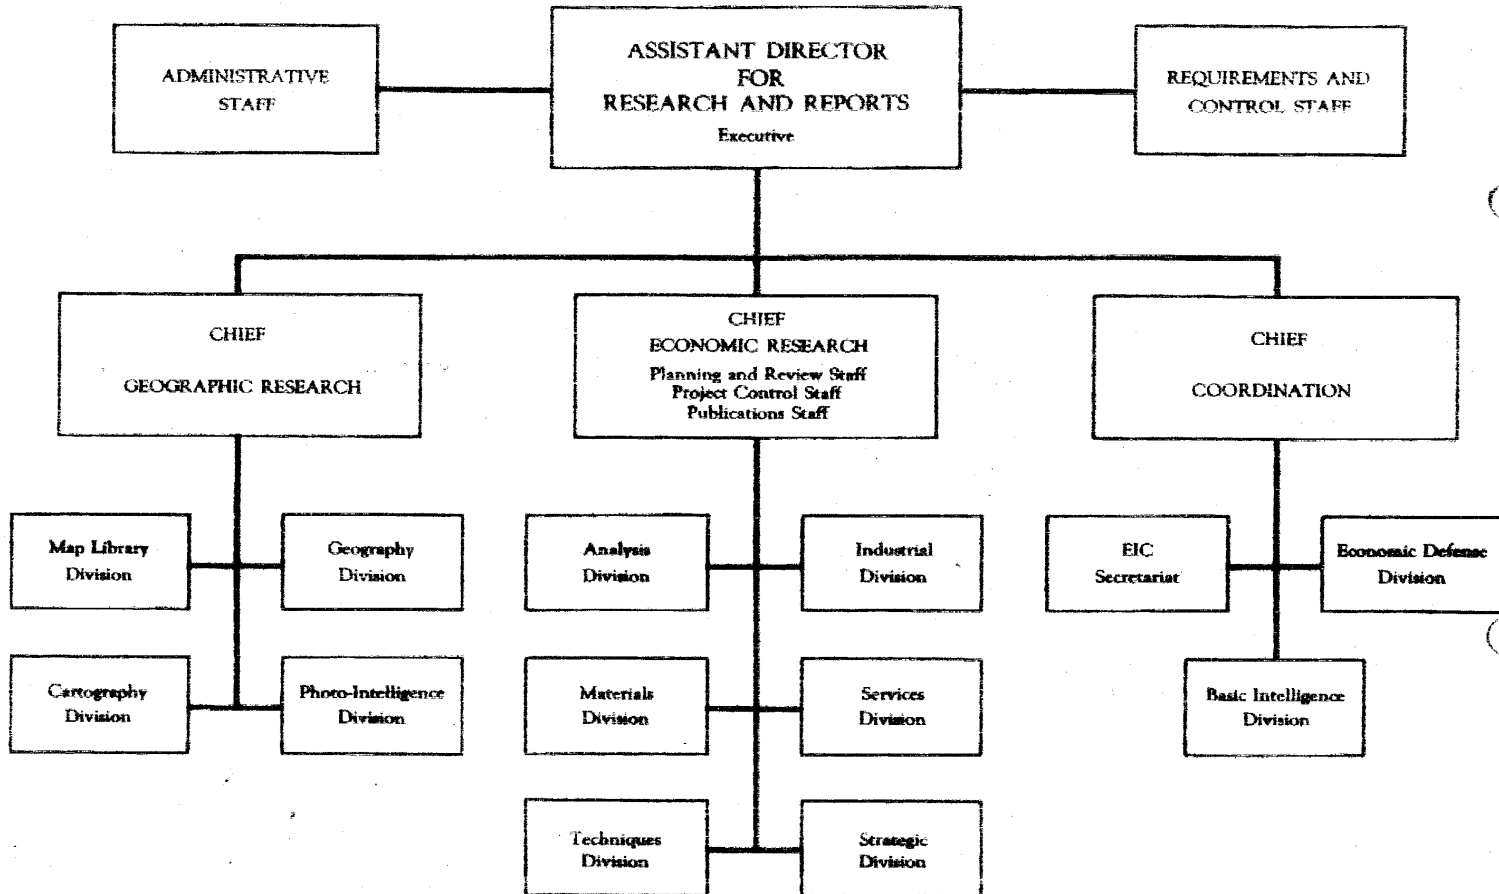 ADMINISTRATIVE
STAFF
ASSISTANT DIRECTOR
FOR
RESEARCH AND REPORTS
Executive
REQUIREMENTS AND
CONTROL STAFF
CHIEF
GEOGRAPHIC RESEARCH
CHIEF
ECONOMIC RESEARCH
Planning and Review Staff
Project Control Staff
Publications Staff
CHIEF
COORDINATION
Map Library
Division
Geography
Division
Analysis
Division
Industrial
Division
EIC
Secretariat
Economic Defense
Division
Cartography
Division
Photo-Intelligence
Division
Materials
Division
Services
Division
Basic Intelligence
Division
Techniques
Division
Strategic
Division